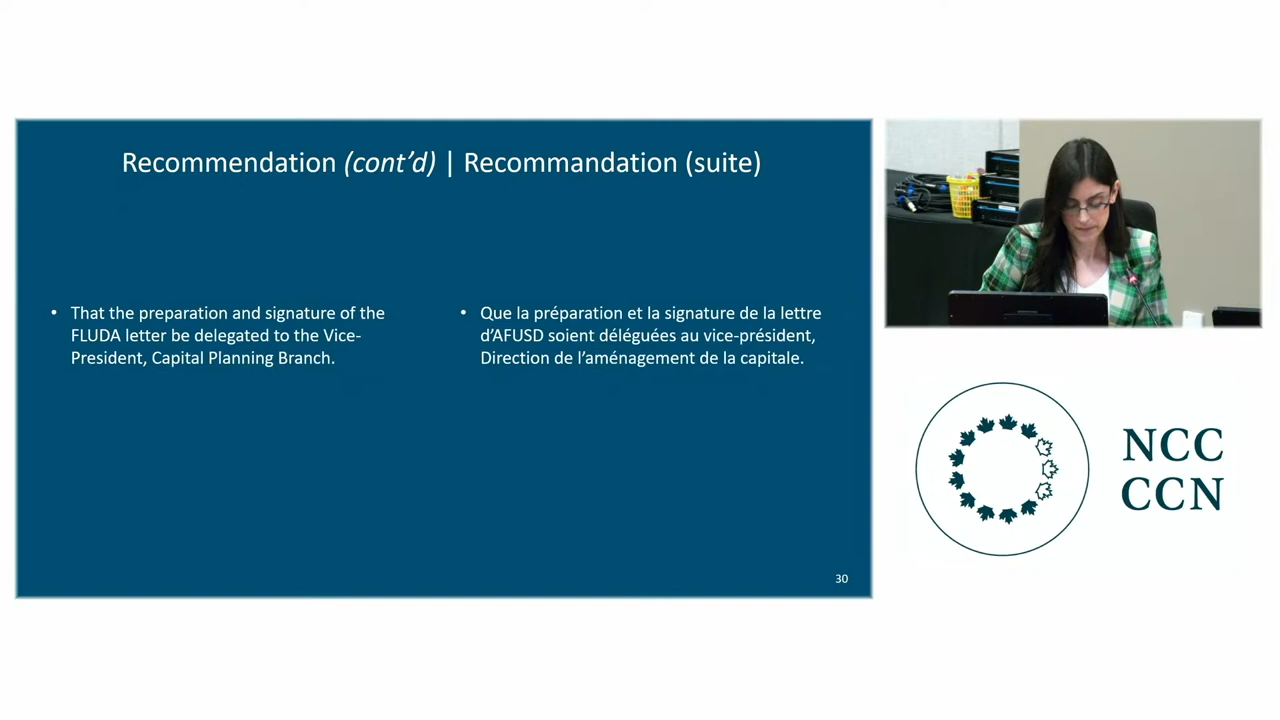 Recommendation (cont’d) | Recommandation (suite)
• That the preparation and signature of the
FLUDA letter be delegated to the Vice-
President, Capital Planning Branch.
• Que la préparation et la signature de la lettre
d’AFUSD soient déléguées au vice-président,
Direction de l’aménagement de la capitale.
30
NCC
CCN